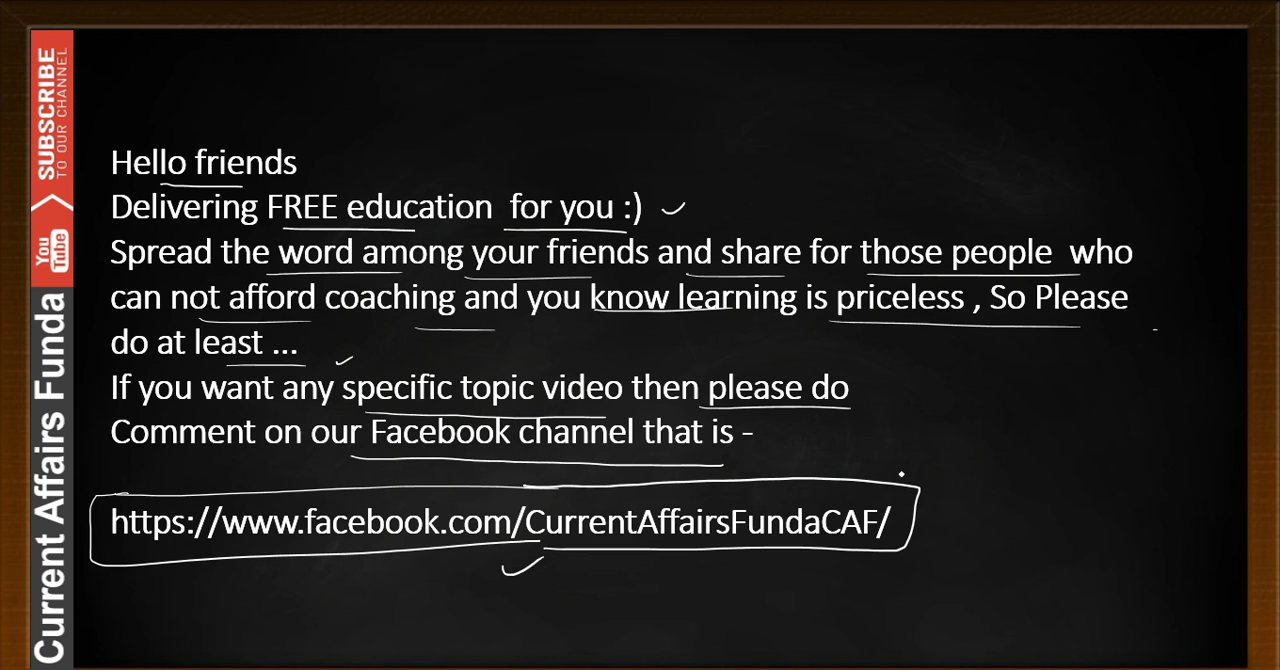 SUBSCRIBE
TO OUR CHANNEL
You Tube
Current Affairs Funda
Hello friends
Delivering FREE education  for you :)
Spread the word among your friends and share for those people  who
can not afford coaching and you know learning is priceless , So Please
do at least ...
If you want any specific topic video then please do
Comment on our Facebook channel that is -
https://www.facebook.com/CurrentAffairsFundaCAF/